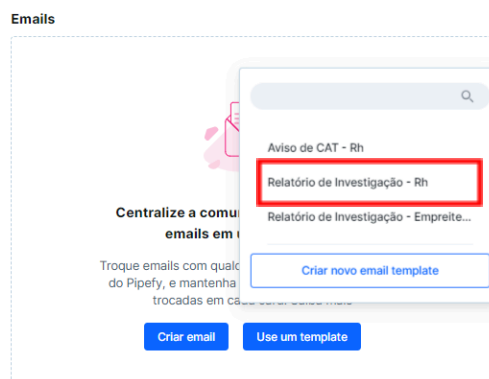 Emails
Aviso de CAT - Rh
Relatório de Investigação - Rh
Centralize a comu
Relatório de Investigação - Empreite...
emails em
Troque emails com qualq
Criar novo email template
do Pipefy, e mantenha
trocadas em
Criar email
Use um template